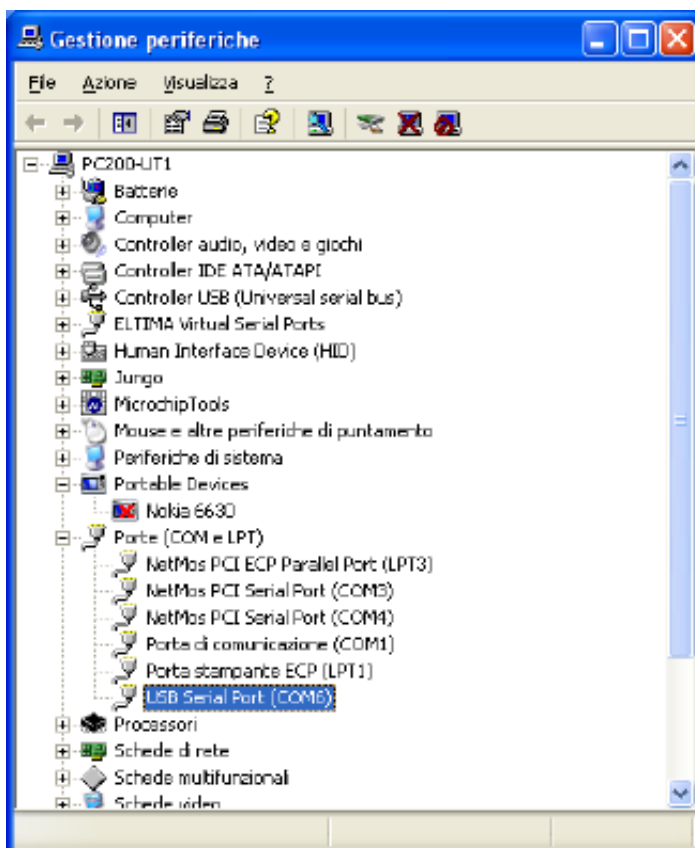 Gestione periferiche
File Azione Visualizza ?
PC200-UT1
Batterie
Computer
Controller audio, video e giochi
Controller IDE ATA/ATAPI
Controller USB (Universal serial bus)
ELTIMA Virtual Serial Ports
Human Interface Device (HID)
Jungo
MicrochipTools
Mouse e altre periferiche di puntamento
Periferiche di sistema
Portable Devices
Nokia 6630
Porte (COM e LPT)
NetMos PCI ECP Parallel Port (LPT3)
NetMos PCI Serial Port (COM3)
NetMos PCI Serial Port (COM4)
Porta di comunicazione (COM1)
Porta stampante ECP (LPT1)
USB Serial Port (COM6)
Processori
Schede di rete
Schede multifunzionali
Schede video